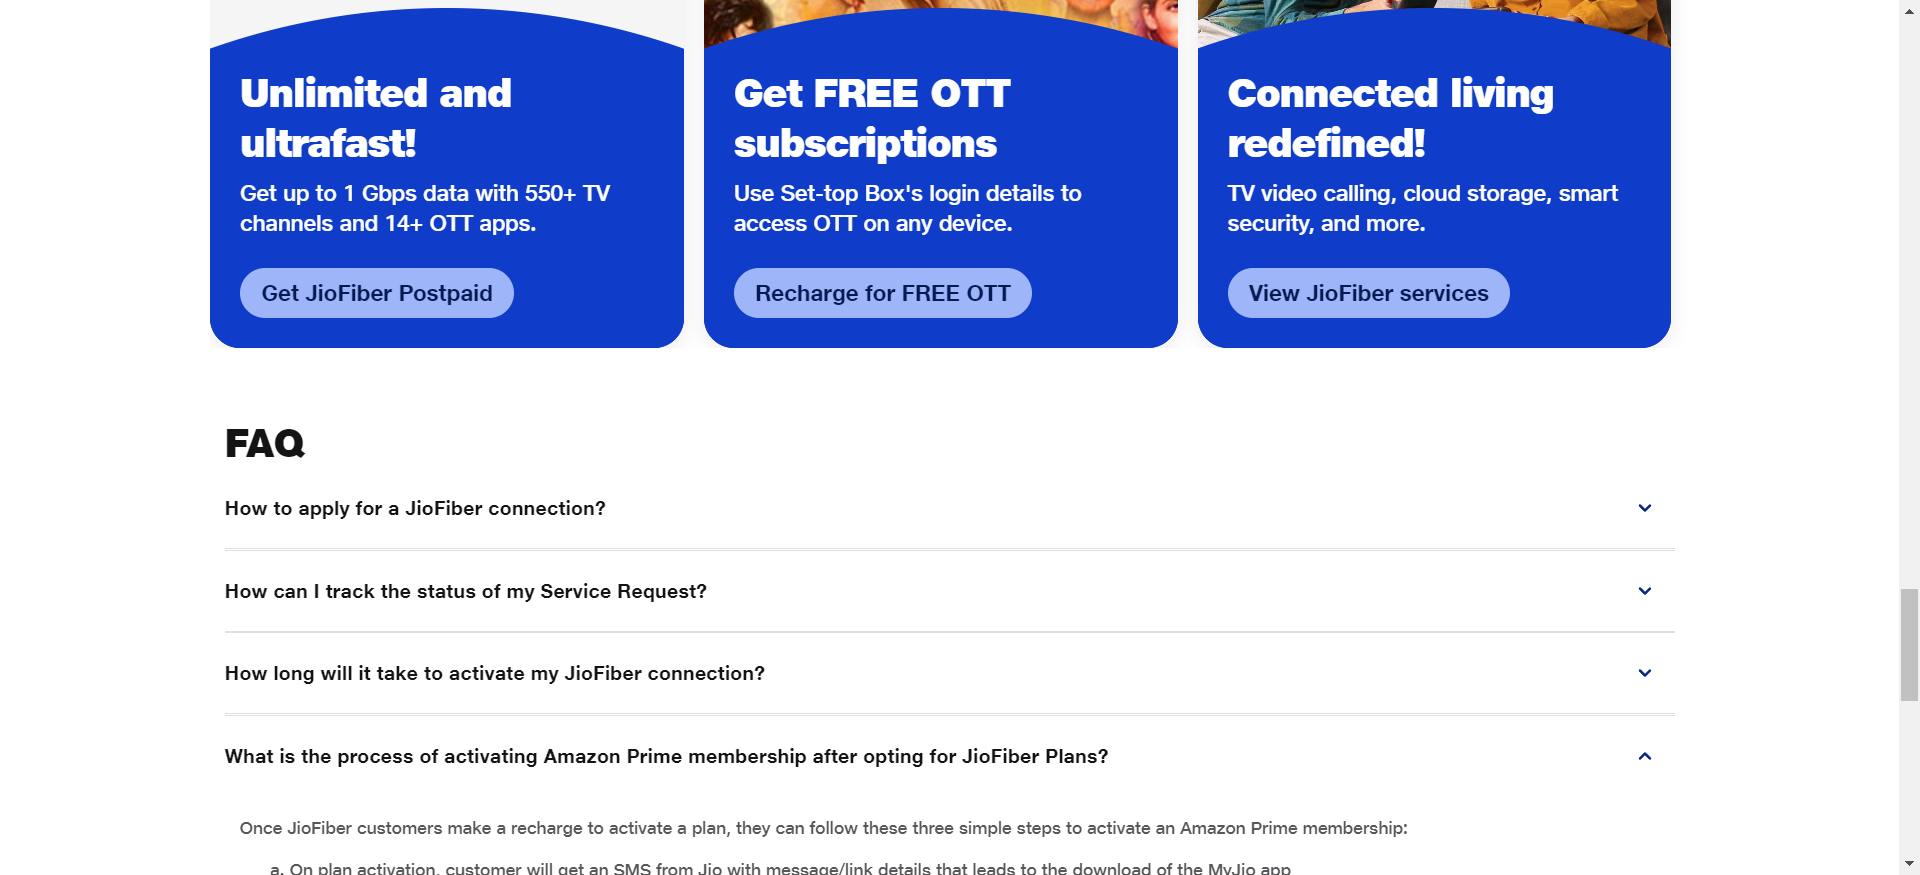 Unlimited and
ultrafast!
Get up to 1 Gbps data with 550+ TV
channels and 14+ OTT apps.
Get JioFiber Postpaid
Get FREE OTT
subscriptions
Use Set-top Box's login details to
access OTT on any device.
Recharge for FREE OTT
Connected living
redefined!
TV video calling, cloud storage, smart
security, and more.
View JioFiber services
FAQ
How to apply for a JioFiber connection?
How can I track the status of my Service Request?
How long will it take to activate my JioFiber connection?
What is the process of activating Amazon Prime membership after opting for JioFiber Plans?
Once JioFiber customers make a recharge to activate a plan, they can follow these three simple steps to activate an Amazon Prime membership:
a. On plan activation, customer will get an SMS from Jio with message/link details that leads to the download of the MyJio app